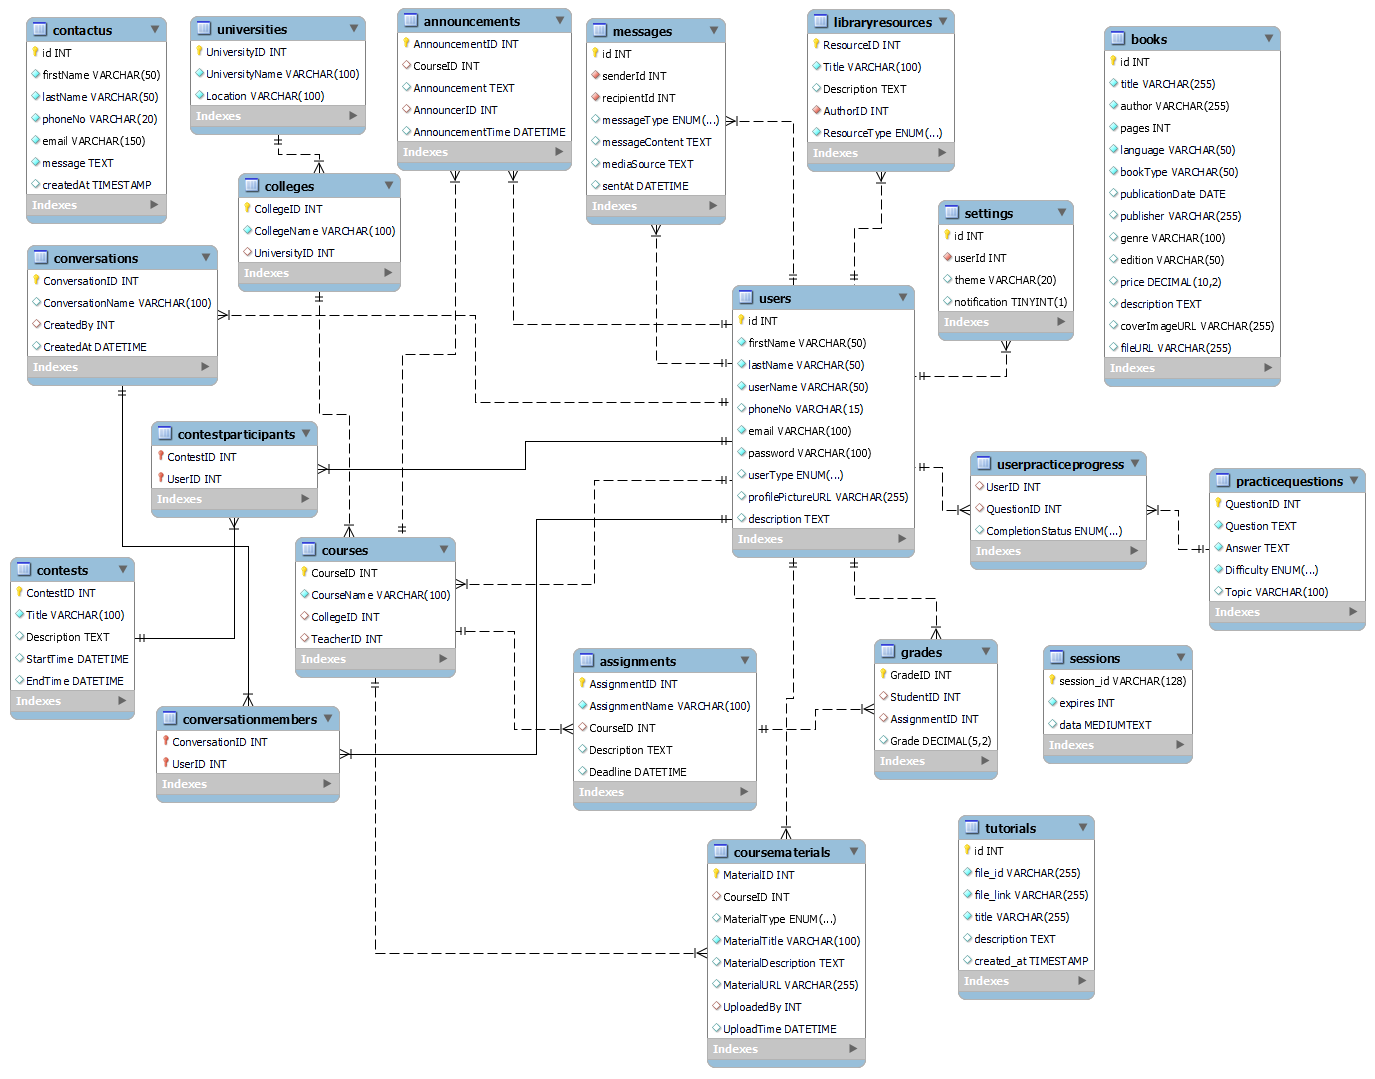 contactus
id INT
firstName VARCHAR(50)
lastName VARCHAR(50)
phoneNo VARCHAR(20)
email VARCHAR(150)
message TEXT
createdAt TIMESTAMP
Indexes
universities
UniversityID INT
UniversityName VARCHAR(100)
Location VARCHAR(100)
Indexes
announcements
AnnouncementID INT
CourseID INT
Announcement TEXT
AnnouncerID INT
AnnouncementTime DATETIME
Indexes
messages
id INT
senderId INT
recipientId INT
messageType ENUM(...)
messageContent TEXT
mediaSource TEXT
sentAt DATETIME
Indexes
libraryresources
ResourceID INT
Title VARCHAR(100)
Description TEXT
AuthorID INT
ResourceType ENUM(...)
Indexes
books
id INT
title VARCHAR(255)
author VARCHAR(255)
pages INT
language VARCHAR(50)
bookType VARCHAR(50)
publicationDate DATE
publisher VARCHAR(255)
genre VARCHAR(100)
edition VARCHAR(50)
price DECIMAL(10,2)
description TEXT
coverImageURL VARCHAR(255)
fileURL VARCHAR(255)
Indexes
colleges
CollegeID INT
CollegeName VARCHAR(100)
UniversityID INT
Indexes
settings
id INT
userId INT
theme VARCHAR(20)
notification TINYINT(1)
Indexes
conversations
ConversationID INT
ConversationName VARCHAR(100)
CreatedBy INT
CreatedAt DATETIME
Indexes
users
id INT
firstName VARCHAR(50)
lastName VARCHAR(50)
userName VARCHAR(50)
phoneNo VARCHAR(15)
email VARCHAR(100)
password VARCHAR(100)
userType ENUM(...)
profilePictureURL VARCHAR(255)
description TEXT
Indexes
contestparticipants
ContestID INT
UserID INT
Indexes
userpracticeprogress
UserID INT
QuestionID INT
CompletionStatus ENUM(...)
Indexes
practicequestions
QuestionID INT
Question TEXT
Answer TEXT
Difficulty ENUM(...)
Topic VARCHAR(100)
Indexes
courses
CourseID INT
CourseName VARCHAR(100)
CollegeID INT
TeacherID INT
Indexes
contests
ContestID INT
Title VARCHAR(100)
Description TEXT
StartTime DATETIME
EndTime DATETIME
Indexes
assignments
AssignmentID INT
AssignmentName VARCHAR(100)
CourseID INT
Description TEXT
Deadline DATETIME
Indexes
grades
GradeID INT
StudentID INT
AssignmentID INT
Grade DECIMAL(5,2)
Indexes
sessions
session_id VARCHAR(128)
expires INT
data MEDIUMTEXT
Indexes
conversationmembers
ConversationID INT
UserID INT
Indexes
tutorials
id INT
file_id VARCHAR(255)
file_link VARCHAR(255)
title VARCHAR(255)
description TEXT
created_at TIMESTAMP
Indexes
coursematerials
MaterialID INT
CourseID INT
MaterialType ENUM(...)
MaterialTitle VARCHAR(100)
MaterialDescription TEXT
MaterialURL VARCHAR(255)
UploadedBy INT
UploadTime DATETIME
Indexes